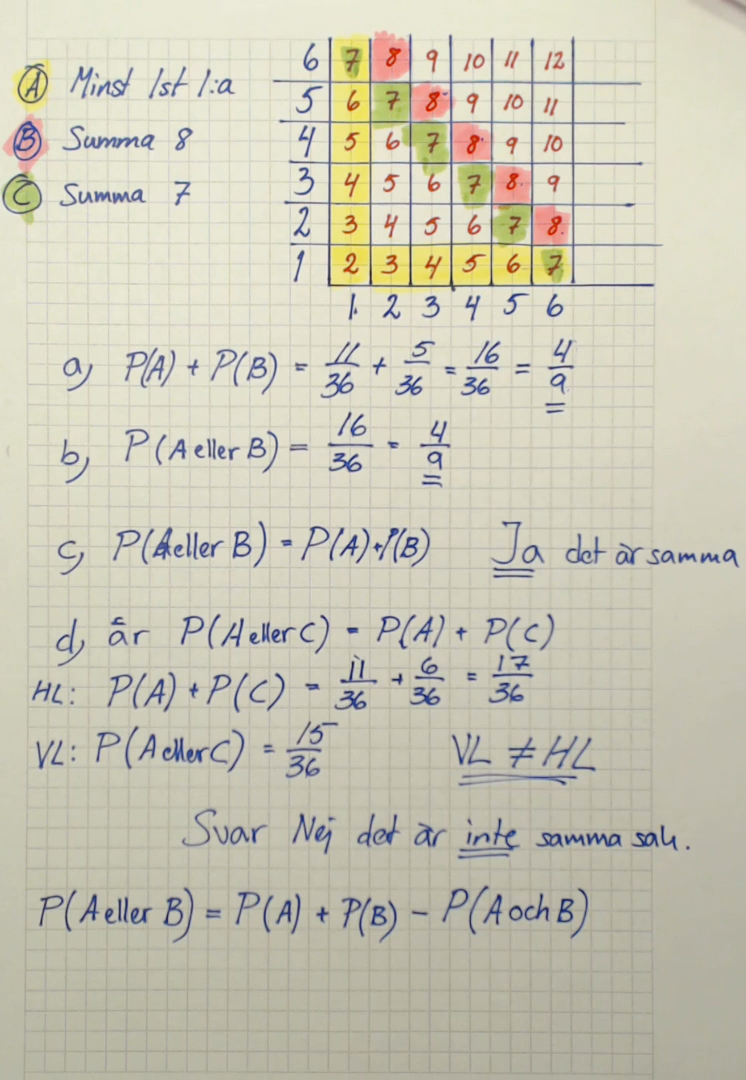 A Minst 1st 1:a
B Summa 8
C Summa 7
6 7 8 9 10 11 12
5 6 7 8 9 10 11
4 5 6 7 8 9 10
3 4 5 6 7 8 9
2 3 4 5 6 7 8
1 2 3 4 5 6 7
1 2 3 4 5 6
a) P(A) + P(B) = 11/36 + 5/36 = 16/36 = 4/9
b) P(A eller B) = 16/36 = 4/9
c) P(A eller B) = P(A)+P(B) Ja det är samma
d) är P(A eller C) = P(A) + P(C)
HL: P(A) + P(C) = 11/36 + 6/36 = 17/36
VL: P(A eller C) = 15/36 VL ≠ HL
Svar Nej det är inte samma sak.
P(A eller B) = P(A) + P(B) - P(A och B)